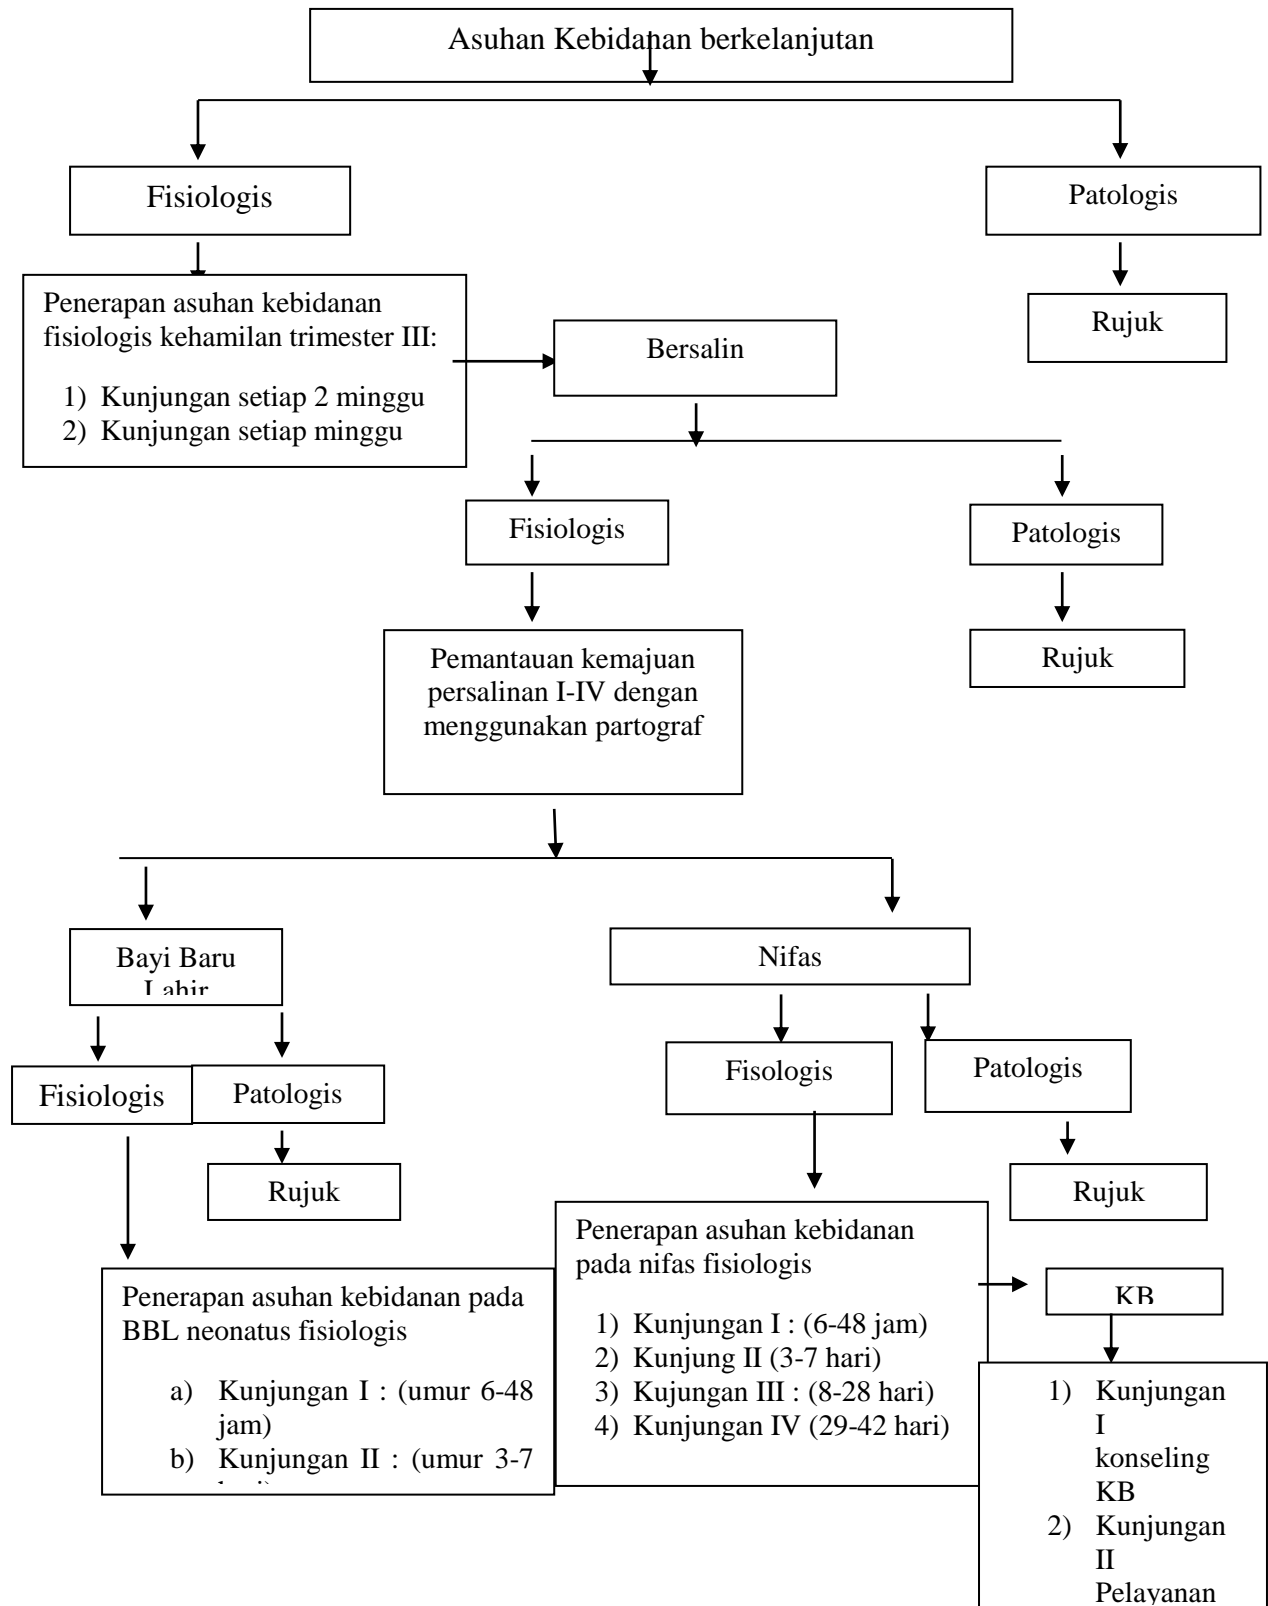 Asuhan Kebidanan berkelanjutan
Fisiologis
Patologis
Penerapan asuhan kebidanan
fisiologis kehamilan trimester III:
1) Kunjungan setiap 2 minggu
2) Kunjungan setiap minggu
Bersalin
Rujuk
Fisiologis
Patologis
Pemantauan kemajuan
persalinan I-IV dengan
menggunakan partograf
Rujuk
Bayi Baru
Lahir
Nifas
Fisiologis
Patologis
Fisologis
Patologis
Rujuk
Rujuk
Penerapan asuhan kebidanan pada
BBL neonatus fisiologis
a) Kunjungan I : (umur 6-48
jam)
b) Kunjungan II : (umur 3-7
Penerapan asuhan kebidanan
pada nifas fisiologis
1) Kunjungan I : (6-48 jam)
2) Kunjung II (3-7 hari)
3) Kujungan III : (8-28 hari)
4) Kunjungan IV (29-42 hari)
KB
1) Kunjungan
I
konseling
KB
2) Kunjungan
II
Pelayanan